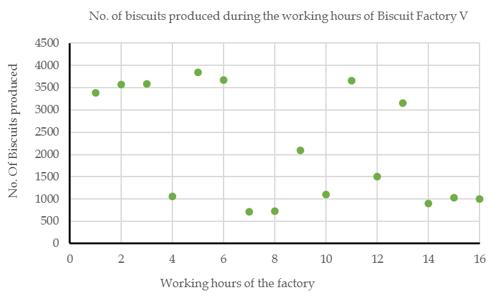 No. of biscuits produced during the working hours of Biscuit Factory V
No. Of Biscuits produced
4500
4000
3500
3000
2500
2000
1500
1000
500
0
0 2 4 6 8 10 12 14 16
Working hours of the factory